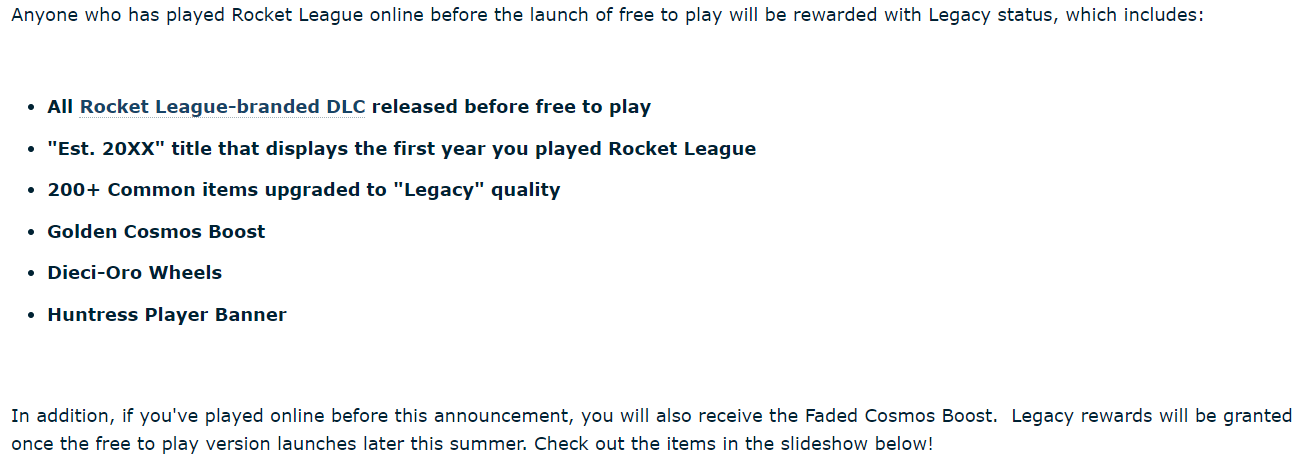 Anyone who has played Rocket League online before the launch of free to play will be rewarded with Legacy status, which includes:
• All Rocket League-branded DLC released before free to play
• "Est. 20XX" title that displays the first year you played Rocket League
• 200+ Common items upgraded to "Legacy" quality
• Golden Cosmos Boost
• Dieci-Oro Wheels
• Huntress Player Banner
In addition, if you've played online before this announcement, you will also receive the Faded Cosmos Boost.  Legacy rewards will be granted
once the free to play version launches later this summer. Check out the items in the slideshow below!